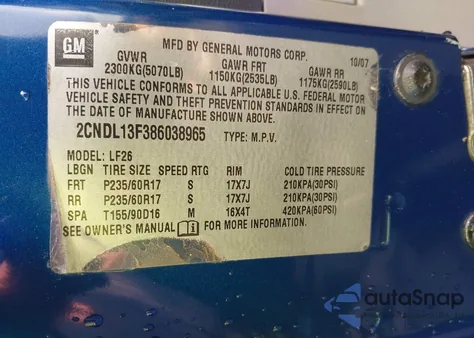 GM
MFD BY GENERAL MOTORS CORP. 10/07
GVWR GAWR FRT GAWR RR
2300KG(5070LB) 1150KG(2535LB) 1175KG(2590LB)
THIS VEHICLE CONFORMS TO ALL APPLICABLE U.S. FEDERAL MOTOR
VEHICLE SAFETY AND THEFT PREVENTION STANDARDS IN EFFECT ON
THE DATE OF MANUFACTURE SHOWN ABOVE.
2CNDL13F386038965 TYPE: M.P.V.
MODEL: LF26
LBGN TIRE SIZE SPEED RTG RIM COLD TIRE PRESSURE
FRT P235/60R17 S 17X7J 210KPA(30PSI)
RR P235/60R17 S 17X7J 210KPA(30PSI)
SPA T155/90D16 M 16X4T 420KPA(60PSI)
SEE OWNER'S MANUAL i FOR MORE INFORMATION.
autoSnap